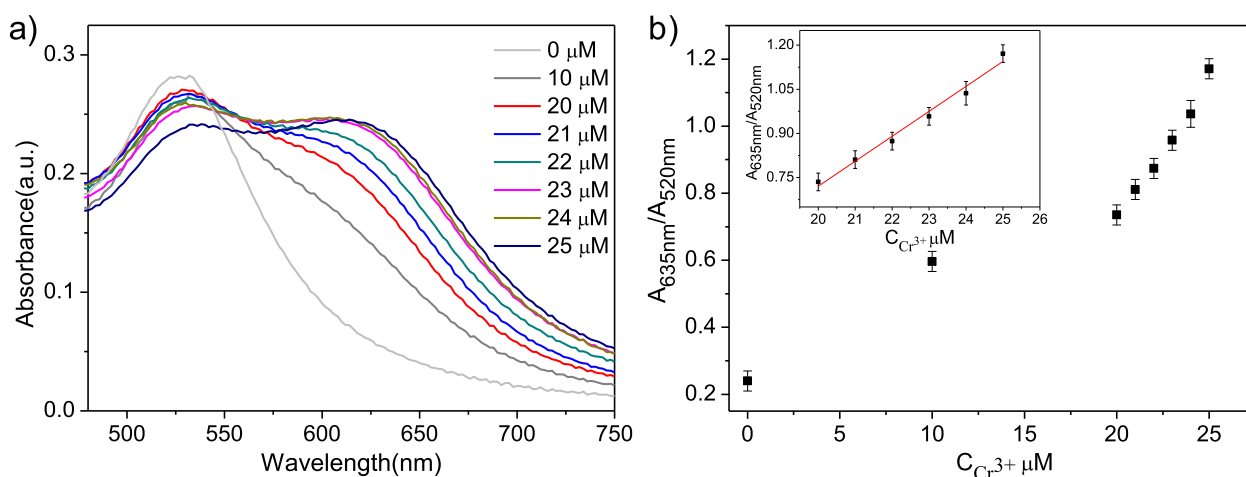 a)
0.3
0.2
0.1
0.0
Absorbance(a.u.)
500 550 600 650 700 750
Wavelength(nm)
0 μM
10 μM
20 μM
21 μM
22 μM
23 μM
24 μM
25 μM
b)
1.2
1.0
0.8
0.6
0.4
0.2
A635nm/A520nm
0 5 10 15 20 25
CCr3+ μM
1.20
1.05
0.90
0.75
A635nm/A520nm
20 21 22 23 24 25 26
CCr3+ μM